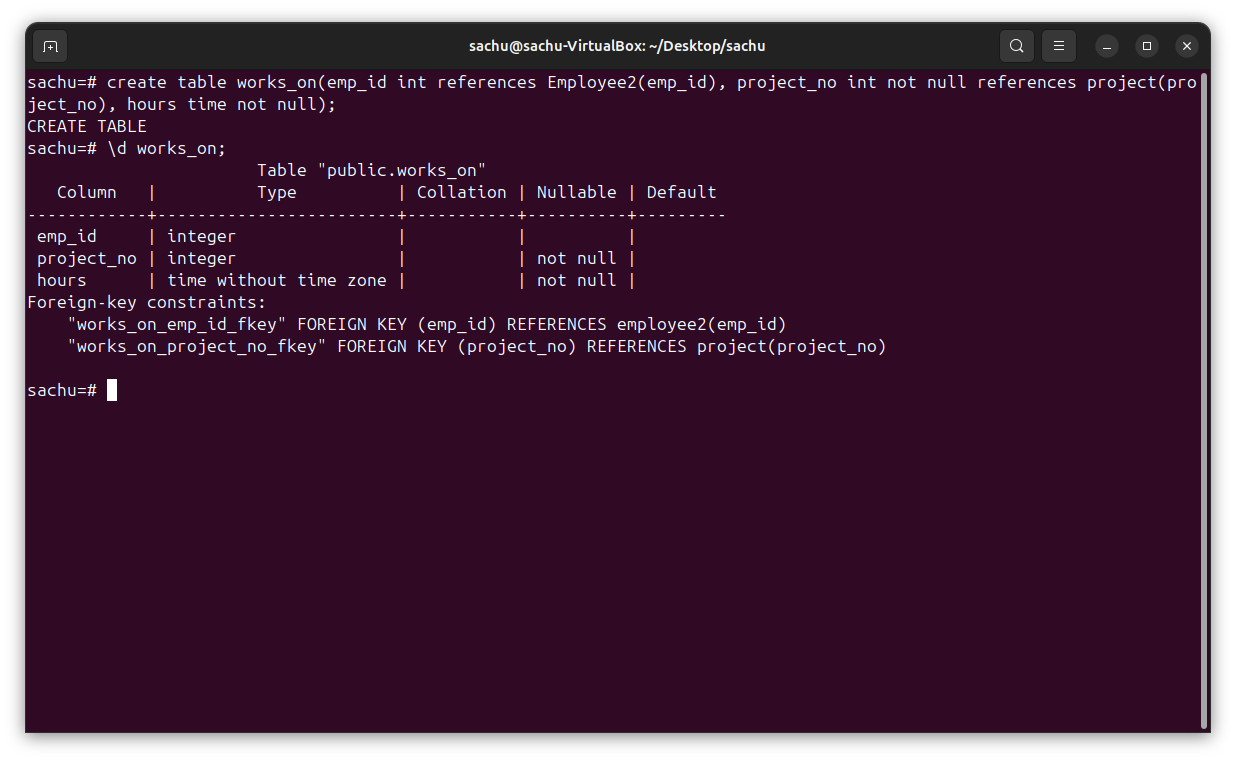 sachu@sachu-VirtualBox: ~/Desktop/sachu
sachu=# create table works_on(emp_id int references Employee2(emp_id), project_no int not null references project(pro
ject_no), hours time not null);
CREATE TABLE
sachu=# \d works_on;
                       Table "public.works_on"
   Column   |          Type          | Collation | Nullable | Default
------------+------------------------+-----------+----------+---------
 emp_id     | integer                |           |          |
 project_no | integer                |           | not null |
 hours      | time without time zone |           | not null |
Foreign-key constraints:
    "works_on_emp_id_fkey" FOREIGN KEY (emp_id) REFERENCES employee2(emp_id)
    "works_on_project_no_fkey" FOREIGN KEY (project_no) REFERENCES project(project_no)
sachu=#